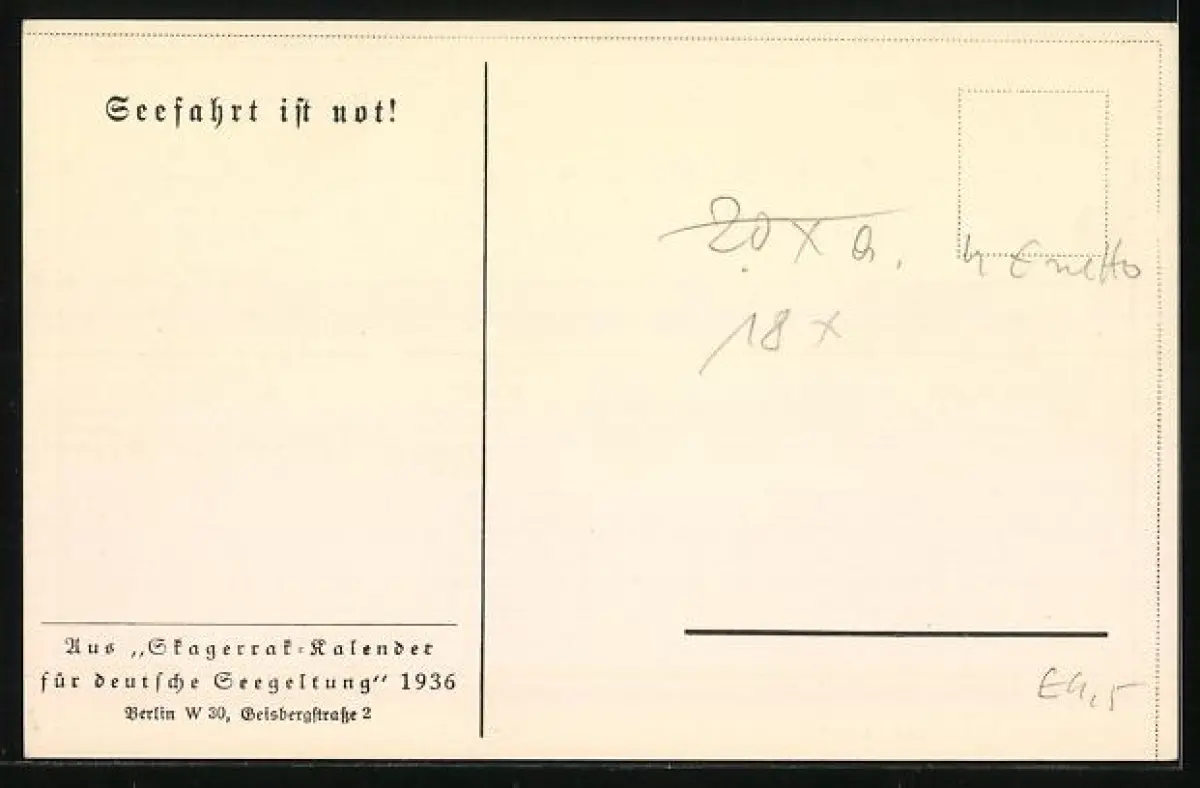 Seefahrt ist not!
20 X a.
18 x
Aus „Skagerrak-Kalender
für deutsche Seegeltung“ 1936
Berlin W 30, Geisbergstraße 2